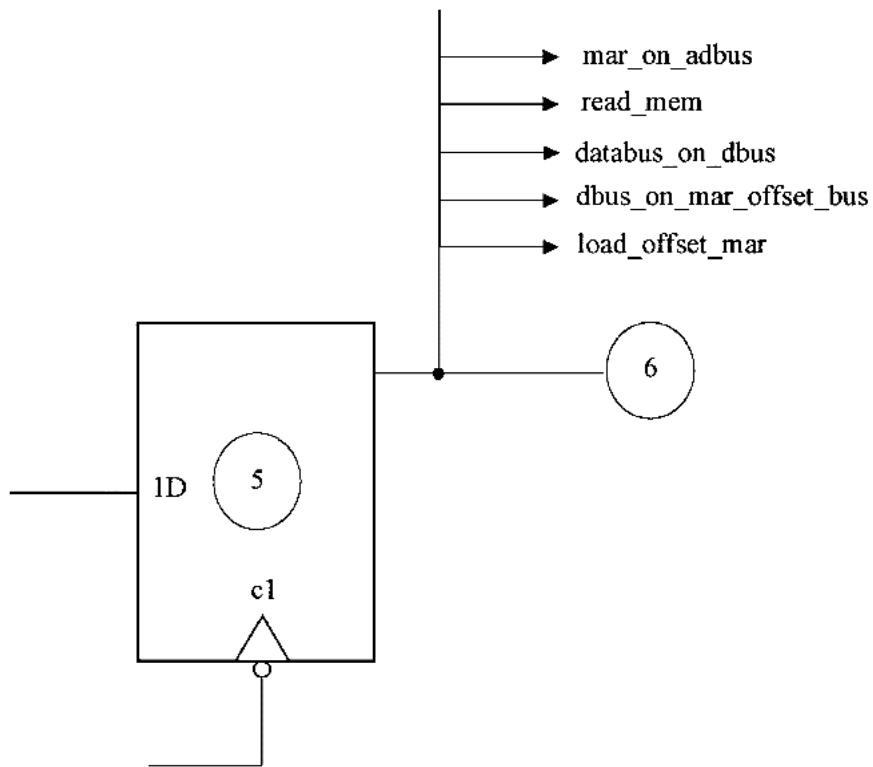 mar_on_adbus
read_mem
databus_on_dbus
dbus_on_mar_offset_bus
load_offset_mar
6
5
1D
c1